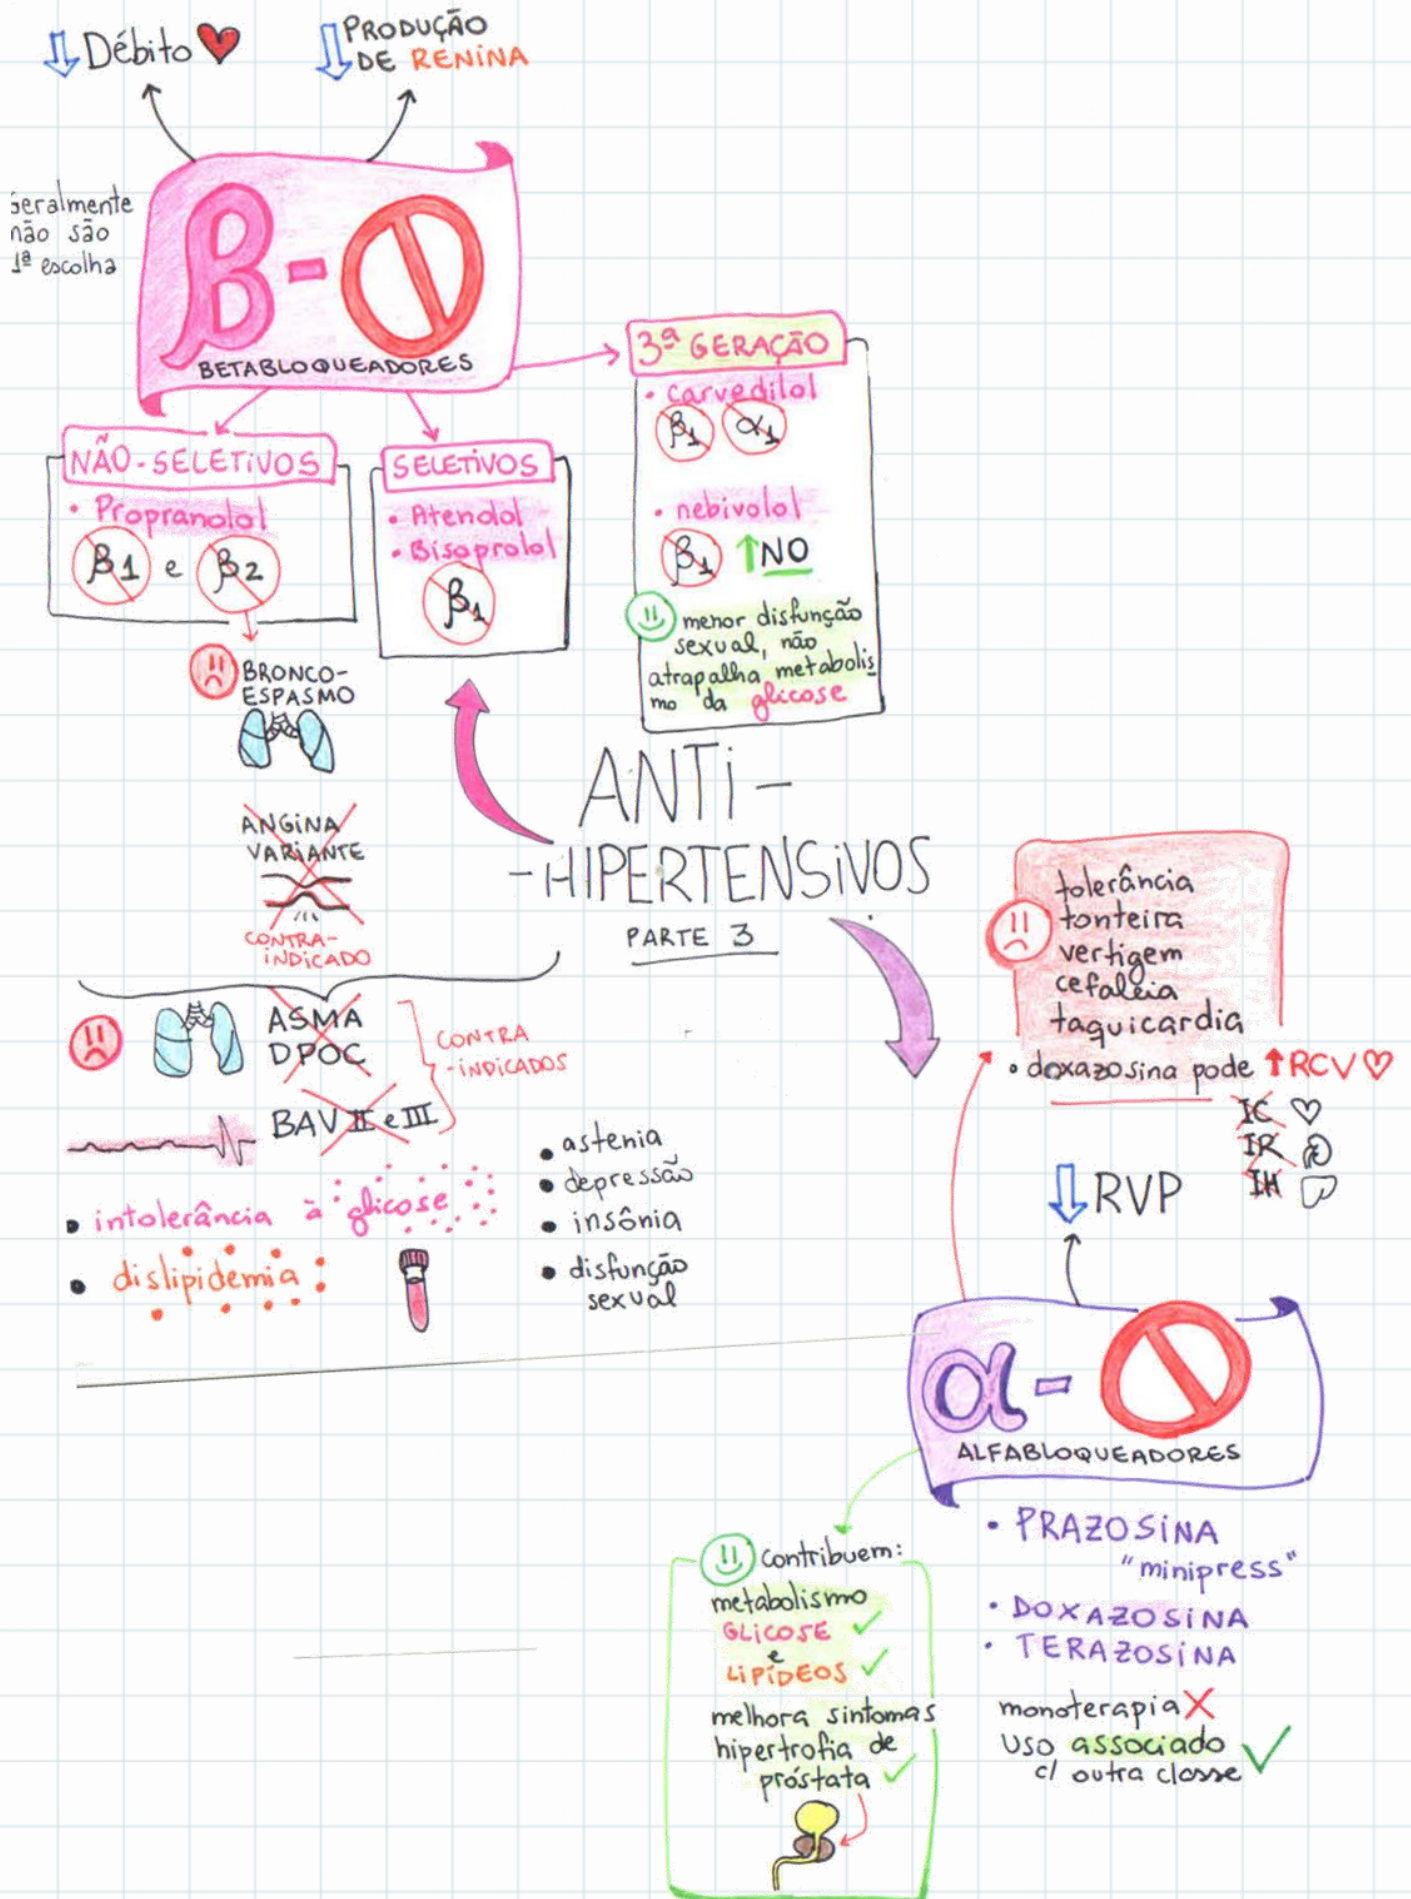 ⇓ Débito
⇓ PRODUÇÃO
DE RENINA
geralmente
não são
1ª escolha
β-
BETABLOQUEADORES
3ª GERAÇÃO
• carvedilol
β1 α1
• nebivolol
β1 ↑NO
menor disfunção
sexual, não
atrapalha metabolis
mo da glicose
NÃO-SELETIVOS
• Propranolol
β1 e β2
SELETIVOS
• Atenolol
• Bisoprolol
β1
BRONCO-
ESPASMO
ANGINA
VARIANTE
CONTRA-
INDICADO
ANTI-
-HIPERTENSIVOS
PARTE 3
ASMA
DPOC
BAV II e III
CONTRA
-INDICADOS
• intolerância à glicose
• dislipidemia
• astenia
• depressão
• insônia
• disfunção
sexual
tolerância
tonteira
vertigem
cefaléia
taquicardia
• doxazosina pode ↑RCV
IC
IR
IH
⇓ RVP
α-
ALFABLOQUEADORES
• PRAZOSINA
"minipress"
• DOXAZOSINA
• TERAZOSINA
monoterapia X
uso associado ✓
c/ outra classe
contribuem:
metabolismo
GLICOSE ✓
e
LIPÍDEOS ✓
melhora sintomas
hipertrofia de
próstata ✓